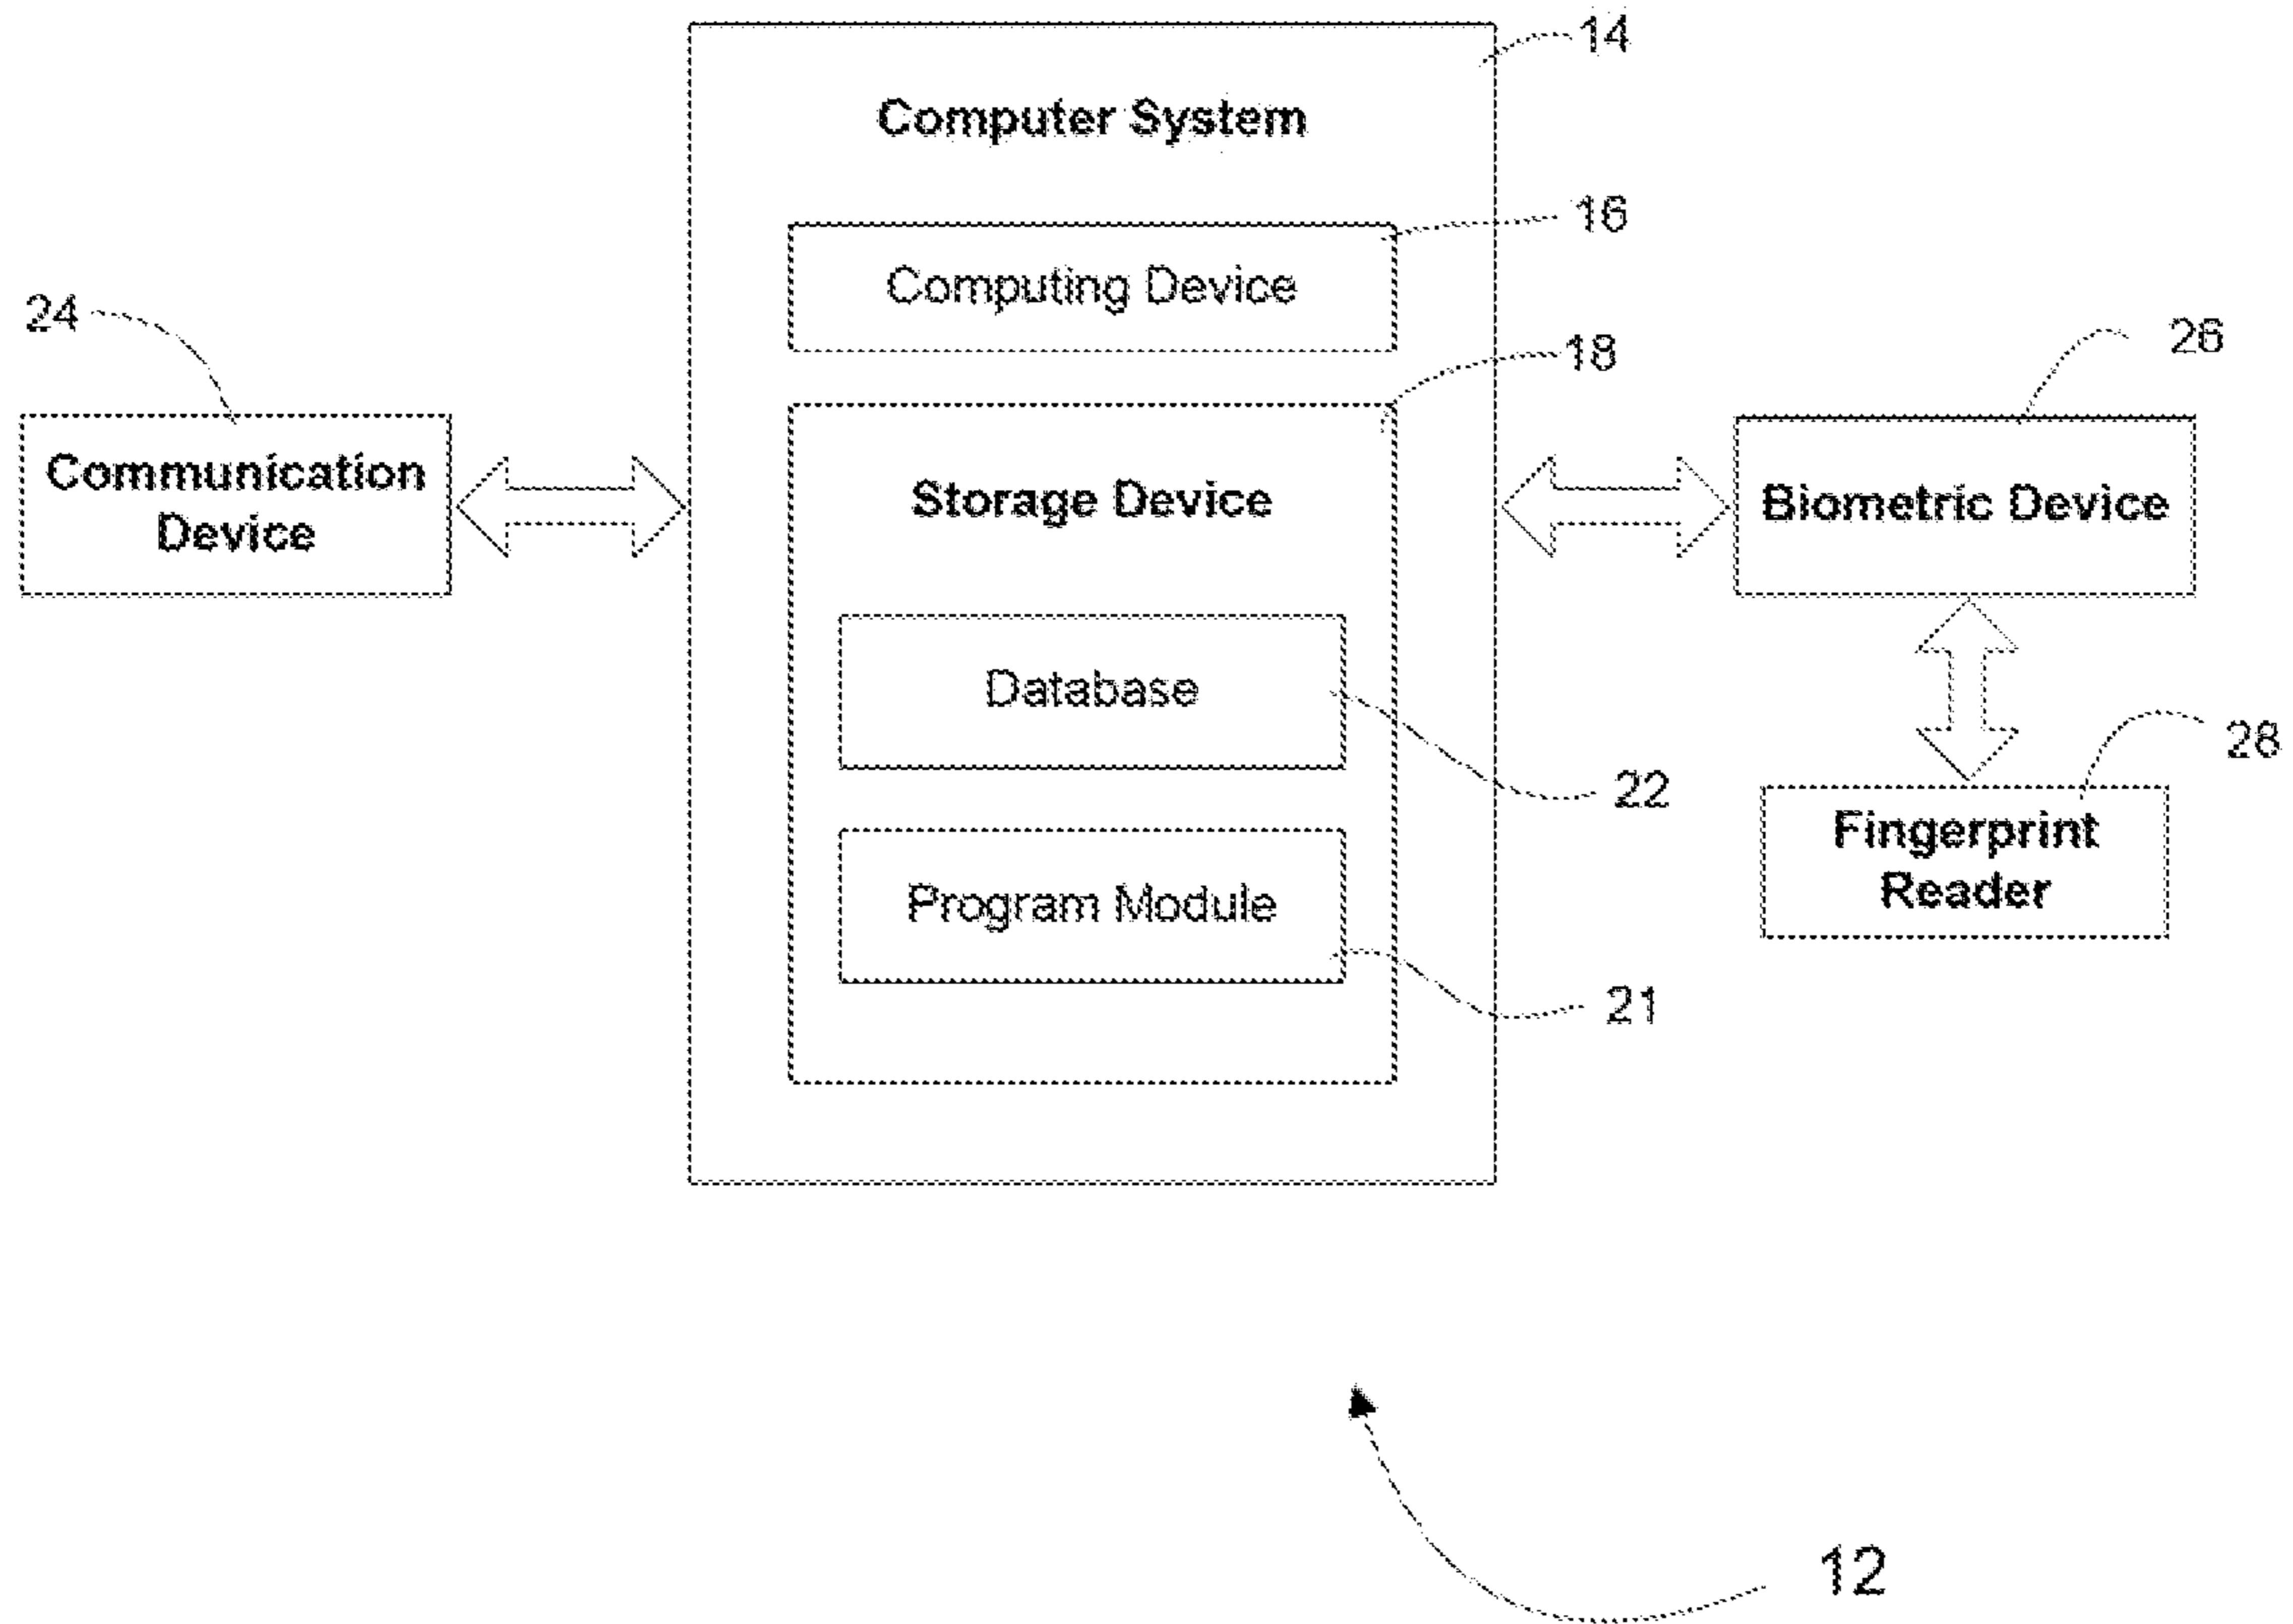 14
Computer System
16
Computing Device
24
18
26
Communication
Device
Storage Device
Biometric Device
Database
22
28
Fingerprint
Reader
Program Module
21
12